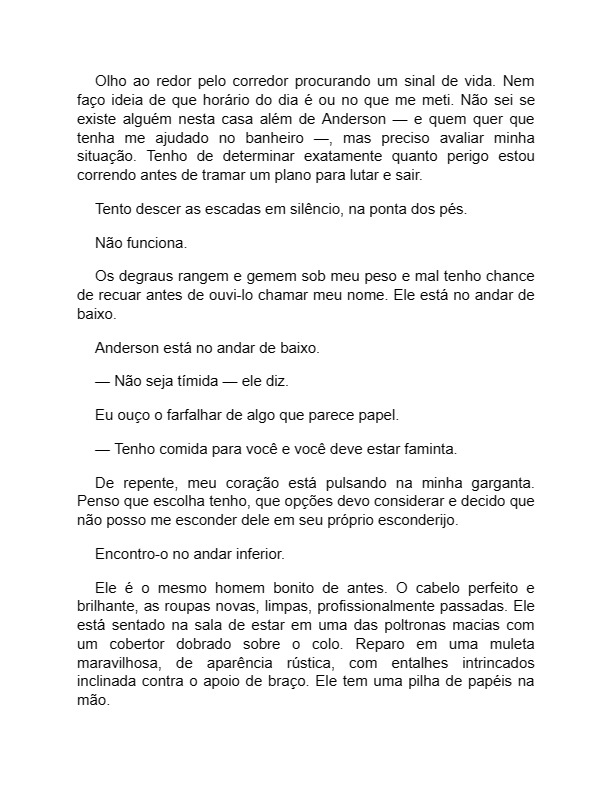 Olho ao redor pelo corredor procurando um sinal de vida. Nem
faço ideia de que horário do dia é ou no que me meti. Não sei se
existe alguém nesta casa além de Anderson — e quem quer que
tenha me ajudado no banheiro —, mas preciso avaliar minha
situação. Tenho de determinar exatamente quanto perigo estou
correndo antes de tramar um plano para lutar e sair.
Tento descer as escadas em silêncio, na ponta dos pés.
Não funciona.
Os degraus rangem e gemem sob meu peso e mal tenho chance
de recuar antes de ouvi-lo chamar meu nome. Ele está no andar de
baixo.
Anderson está no andar de baixo.
— Não seja tímida — ele diz.
Eu ouço o farfalhar de algo que parece papel.
— Tenho comida para você e você deve estar faminta.
De repente, meu coração está pulsando na minha garganta.
Penso que escolha tenho, que opções devo considerar e decido que
não posso me esconder dele em seu próprio esconderijo.
Encontro-o no andar inferior.
Ele é o mesmo homem bonito de antes. O cabelo perfeito e
brilhante, as roupas novas, limpas, profissionalmente passadas. Ele
está sentado na sala de estar em uma das poltronas macias com
um cobertor dobrado sobre o colo. Reparo em uma muleta
maravilhosa, de aparência rústica, com entalhes intrincados
inclinada contra o apoio de braço. Ele tem uma pilha de papéis na
mão.